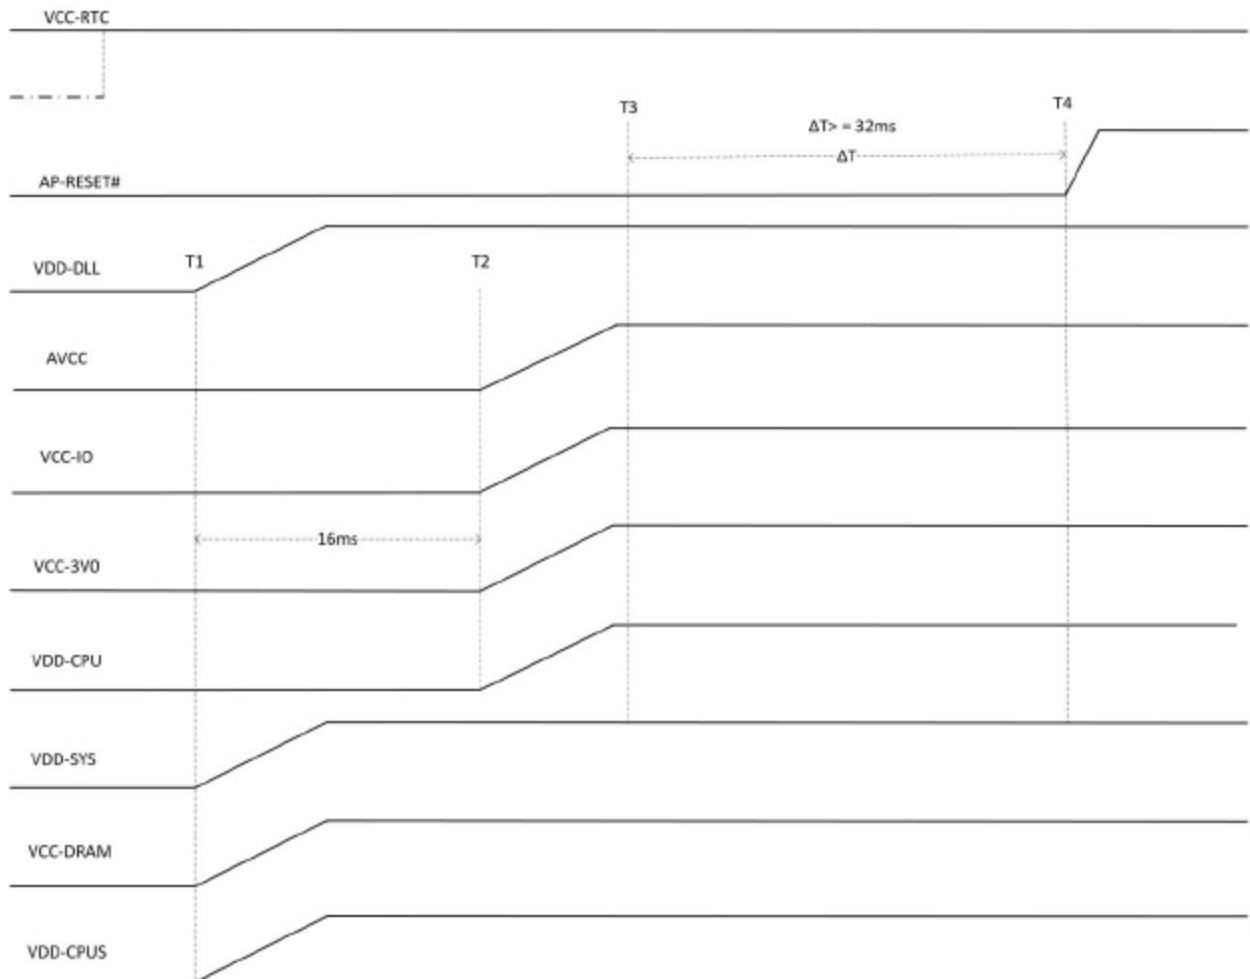 VCC-RTC
T3
T4
ΔT> = 32ms
ΔT
AP-RESET#
T1
T2
VDD-DLL
AVCC
VCC-IO
16ms
VCC-3V0
VDD-CPU
VDD-SYS
VCC-DRAM
VDD-CPUS